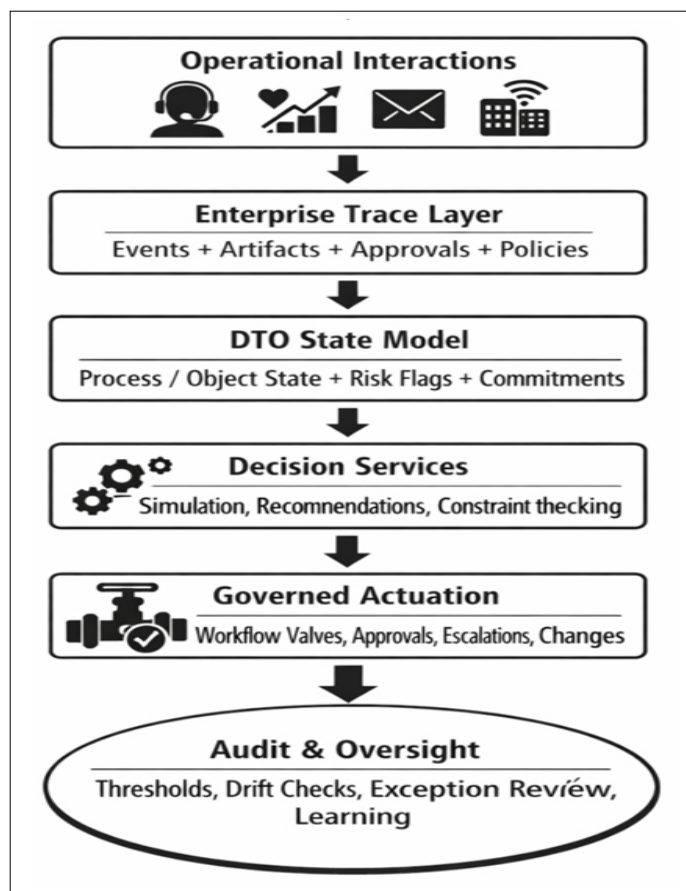 Operational Interactions
Enterprise Trace Layer
Events + Artifacts + Approvals + Policies
DTO State Model
Process / Object State + Risk Flags + Commitments
Decision Services
Simulation, Recomnendations, Constraint thecking
Governed Actuation
Workflow Valves, Approvals, Escalations, Changes
Audit & Oversight
Thresholds, Drift Checks, Exception Revíéw,
Learning